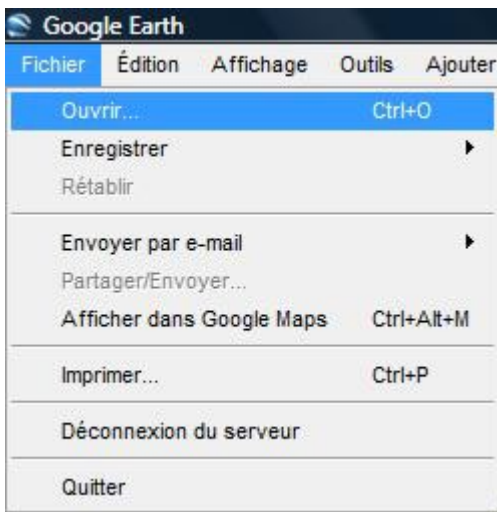 Google Earth
Fichier Édition Affichage Outils Ajouter
Ouvrir... Ctrl+O
Enregistrer
Rétablir
Envoyer par e-mail
Partager/Envoyer...
Afficher dans Google Maps Ctrl+Alt+M
Imprimer... Ctrl+P
Déconnexion du serveur
Quitter